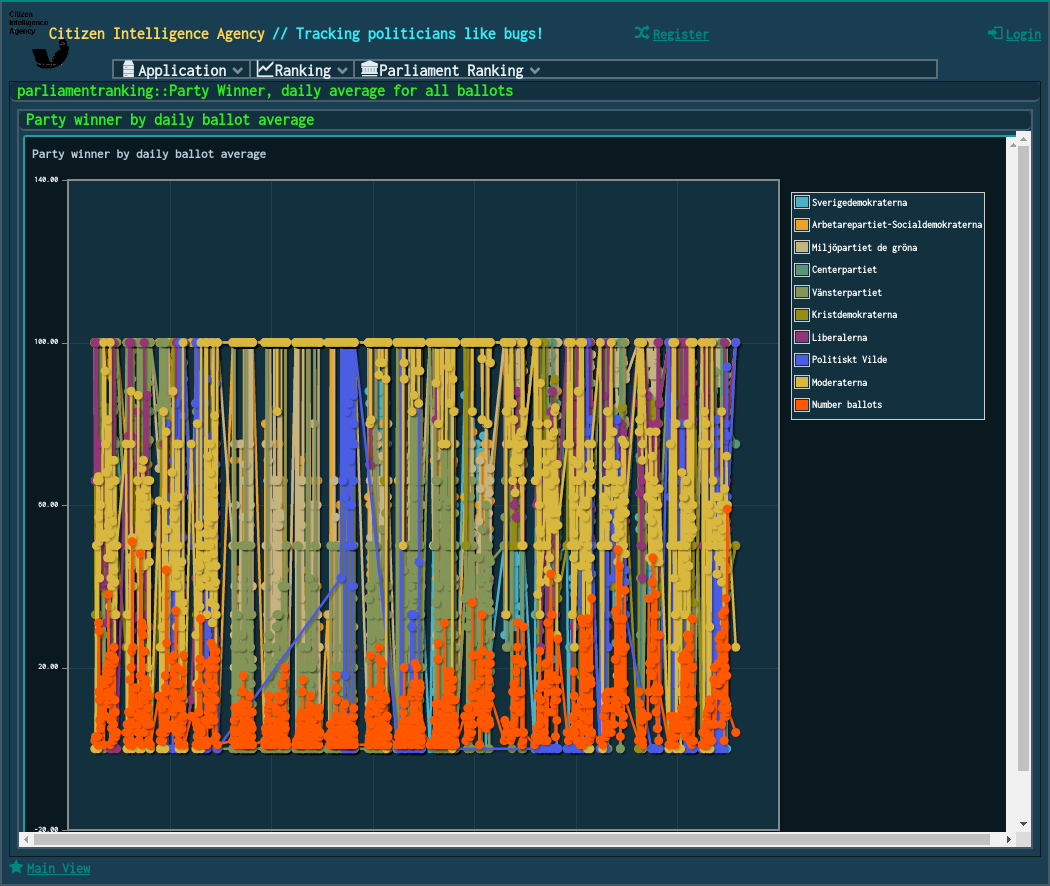 Citizen
Intelligence
Agency
Citizen Intelligence Agency // Tracking politicians like bugs!
Register
Login
Application
Ranking
Parliament Ranking
parliamentranking::Party Winner, daily average for all ballots
Party winner by daily ballot average
Party winner by daily ballot average
140.00
100.00
60.00
20.00
-20.00
Sverigedemokraterna
Arbetarepartiet-Socialdemokraterna
Miljöpartiet de gröna
Centerpartiet
Vänsterpartiet
Kristdemokraterna
Liberalerna
Politiskt Vilde
Moderaterna
Number ballots
Main View